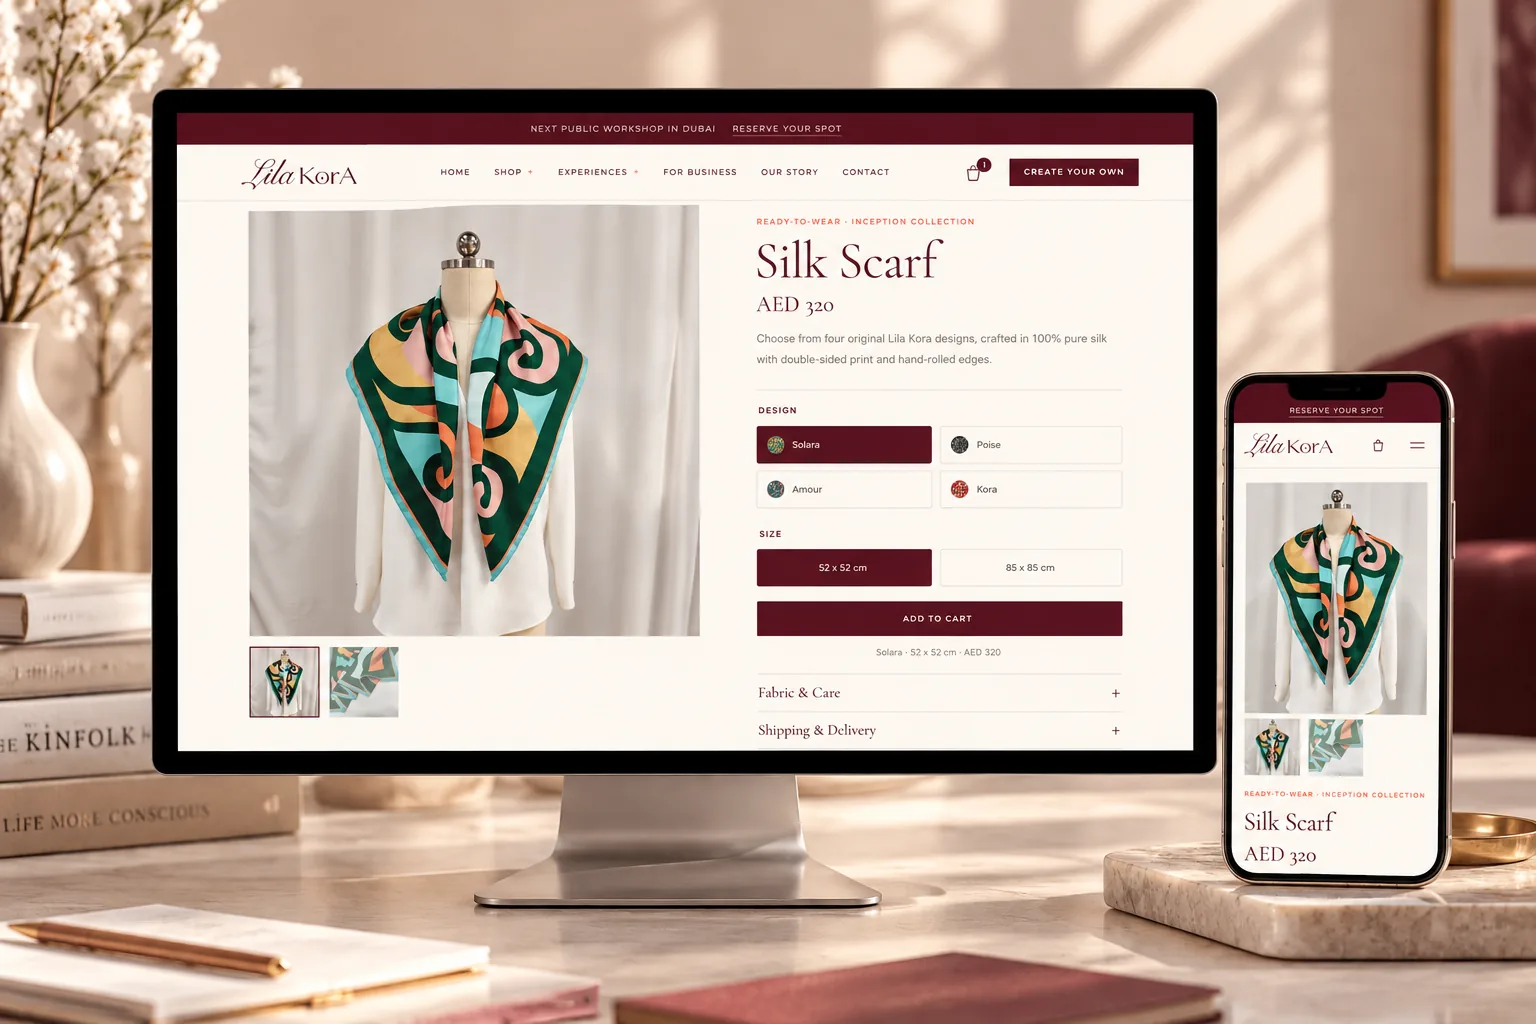 NEXT PUBLIC WORKSHOP IN DUBAI RESERVE YOUR SPOT
Lila KorA
HOME SHOP + EXPERIENCES + FOR BUSINESS OUR STORY CONTACT
1
CREATE YOUR OWN
READY-TO-WEAR · INCEPTION COLLECTION
Silk Scarf
AED 320
Choose from four original Lila Kora designs, crafted in 100% pure silk
with double-sided print and hand-rolled edges.
DESIGN
Solara
Poise
Amour
Kora
SIZE
52 x 52 cm
85 x 85 cm
ADD TO CART
Solara · 52 x 52 cm · AED 320
Fabric & Care +
Shipping & Delivery +
RESERVE YOUR SPOT
Lila KorA
READY-TO-WEAR · INCEPTION COLLECTION
Silk Scarf
AED 320
KINFOLK
LIFE MORE CONSCIOUS